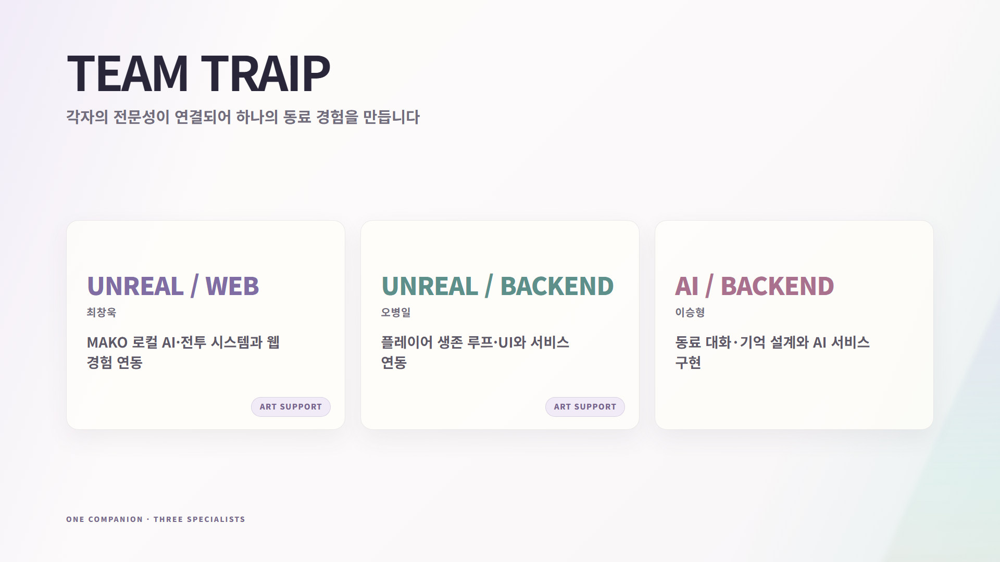 TEAM TRAIP
각자의 전문성이 연결되어 하나의 동료 경험을 만듭니다
UNREAL / WEB
최창욱
MAKO 로컬 AI·전투 시스템과 웹
경험 연동
ART SUPPORT
UNREAL / BACKEND
오병일
플레이어 생존 루프·UI와 서비스
연동
ART SUPPORT
AI / BACKEND
이승형
동료 대화·기억 설계와 AI 서비스
구현
ONE COMPANION · THREE SPECIALISTS